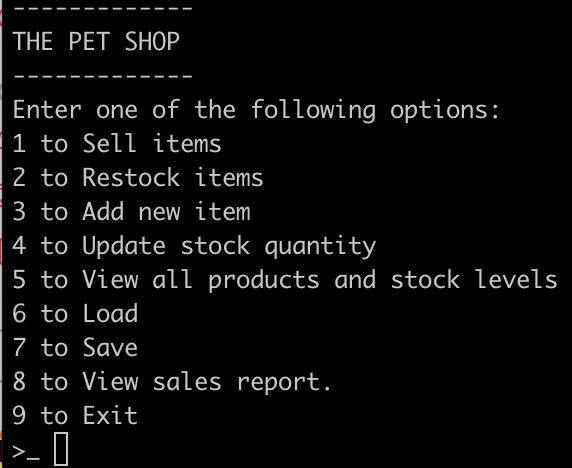 -------------
THE PET SHOP
-------------
Enter one of the following options:
1 to Sell items
2 to Restock items
3 to Add new item
4 to Update stock quantity
5 to View all products and stock levels
6 to Load
7 to Save
8 to View sales report.
9 to Exit
>_